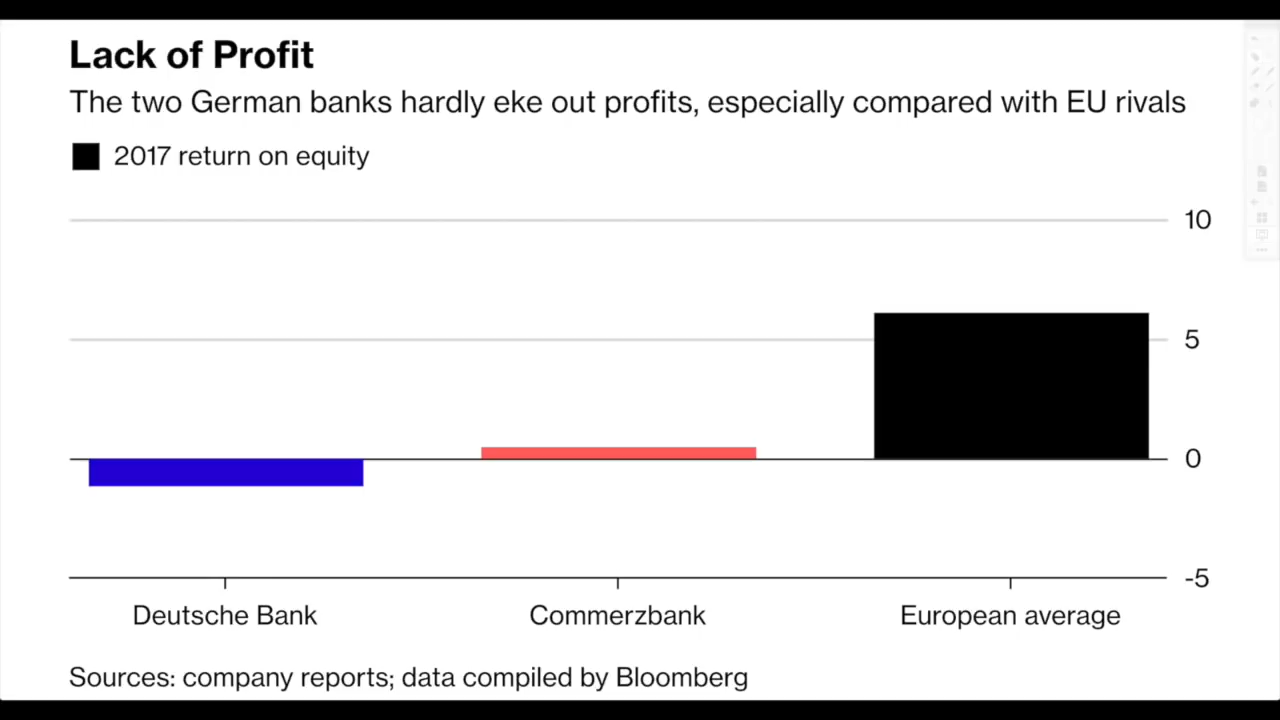 Lack of Profit
The two German banks hardly eke out profits, especially compared with EU rivals
2017 return on equity
10
5
0
-5
Deutsche Bank
Commerzbank
European average
Sources: company reports; data compiled by Bloomberg